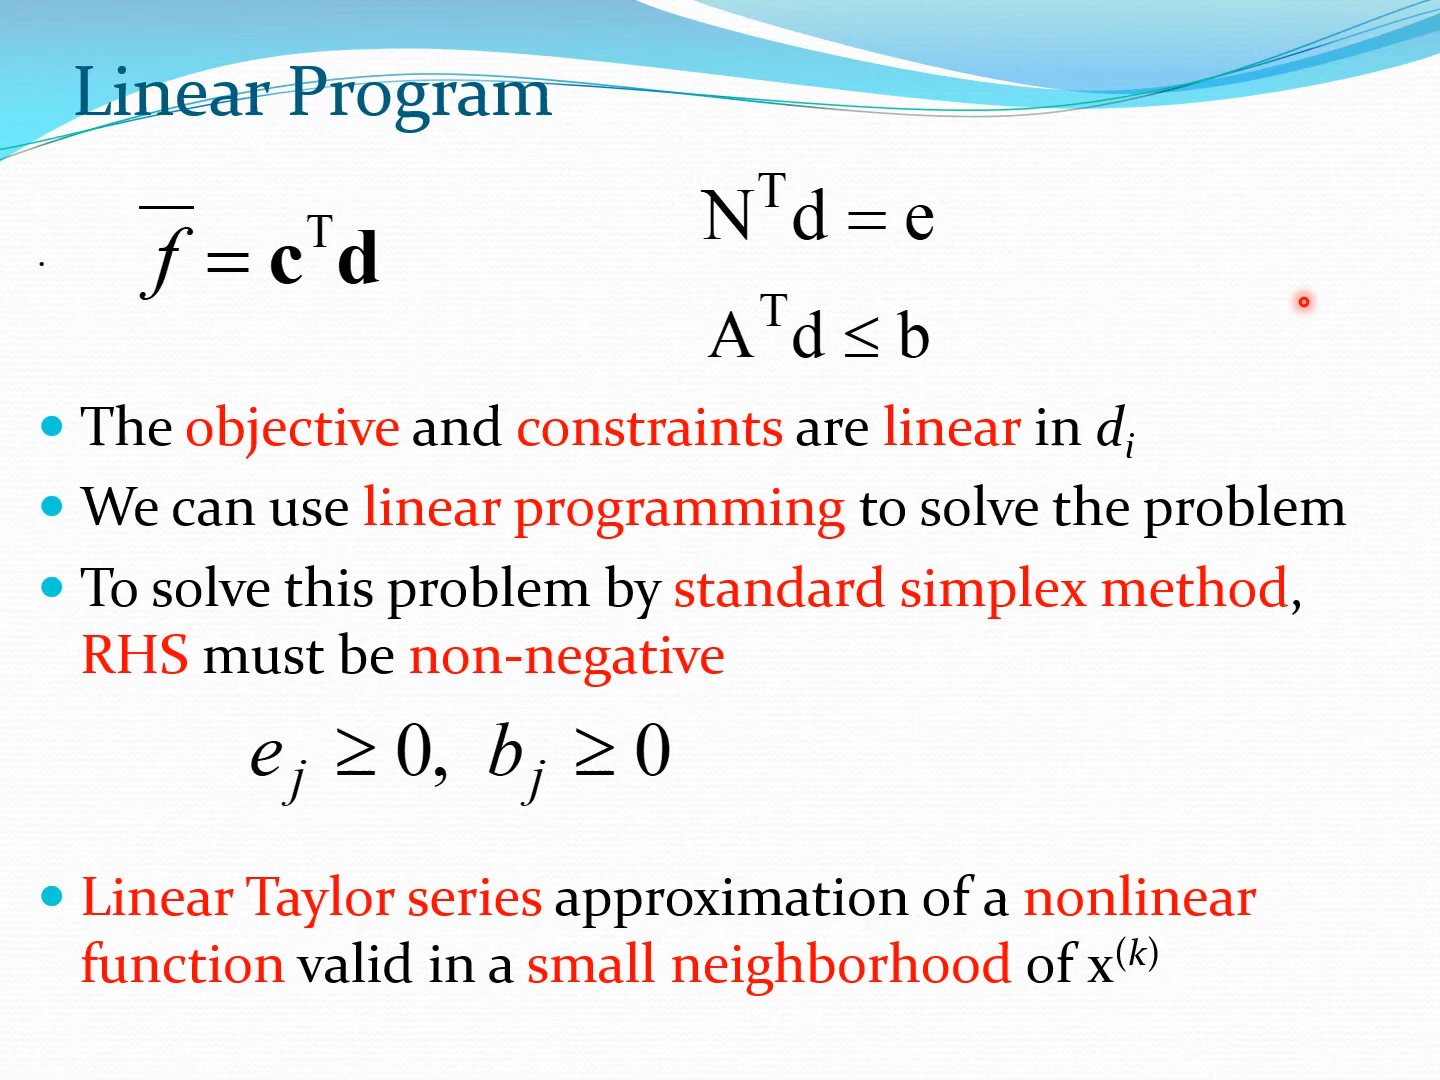 Linear Program
f̅ = cᵀd
Nᵀd = e
Aᵀd ≤ b
• The objective and constraints are linear in dᵢ
• We can use linear programming to solve the problem
• To solve this problem by standard simplex method,
RHS must be non-negative
eⱼ ≥ 0, bⱼ ≥ 0
• Linear Taylor series approximation of a nonlinear
function valid in a small neighborhood of x⁽ᵏ⁾